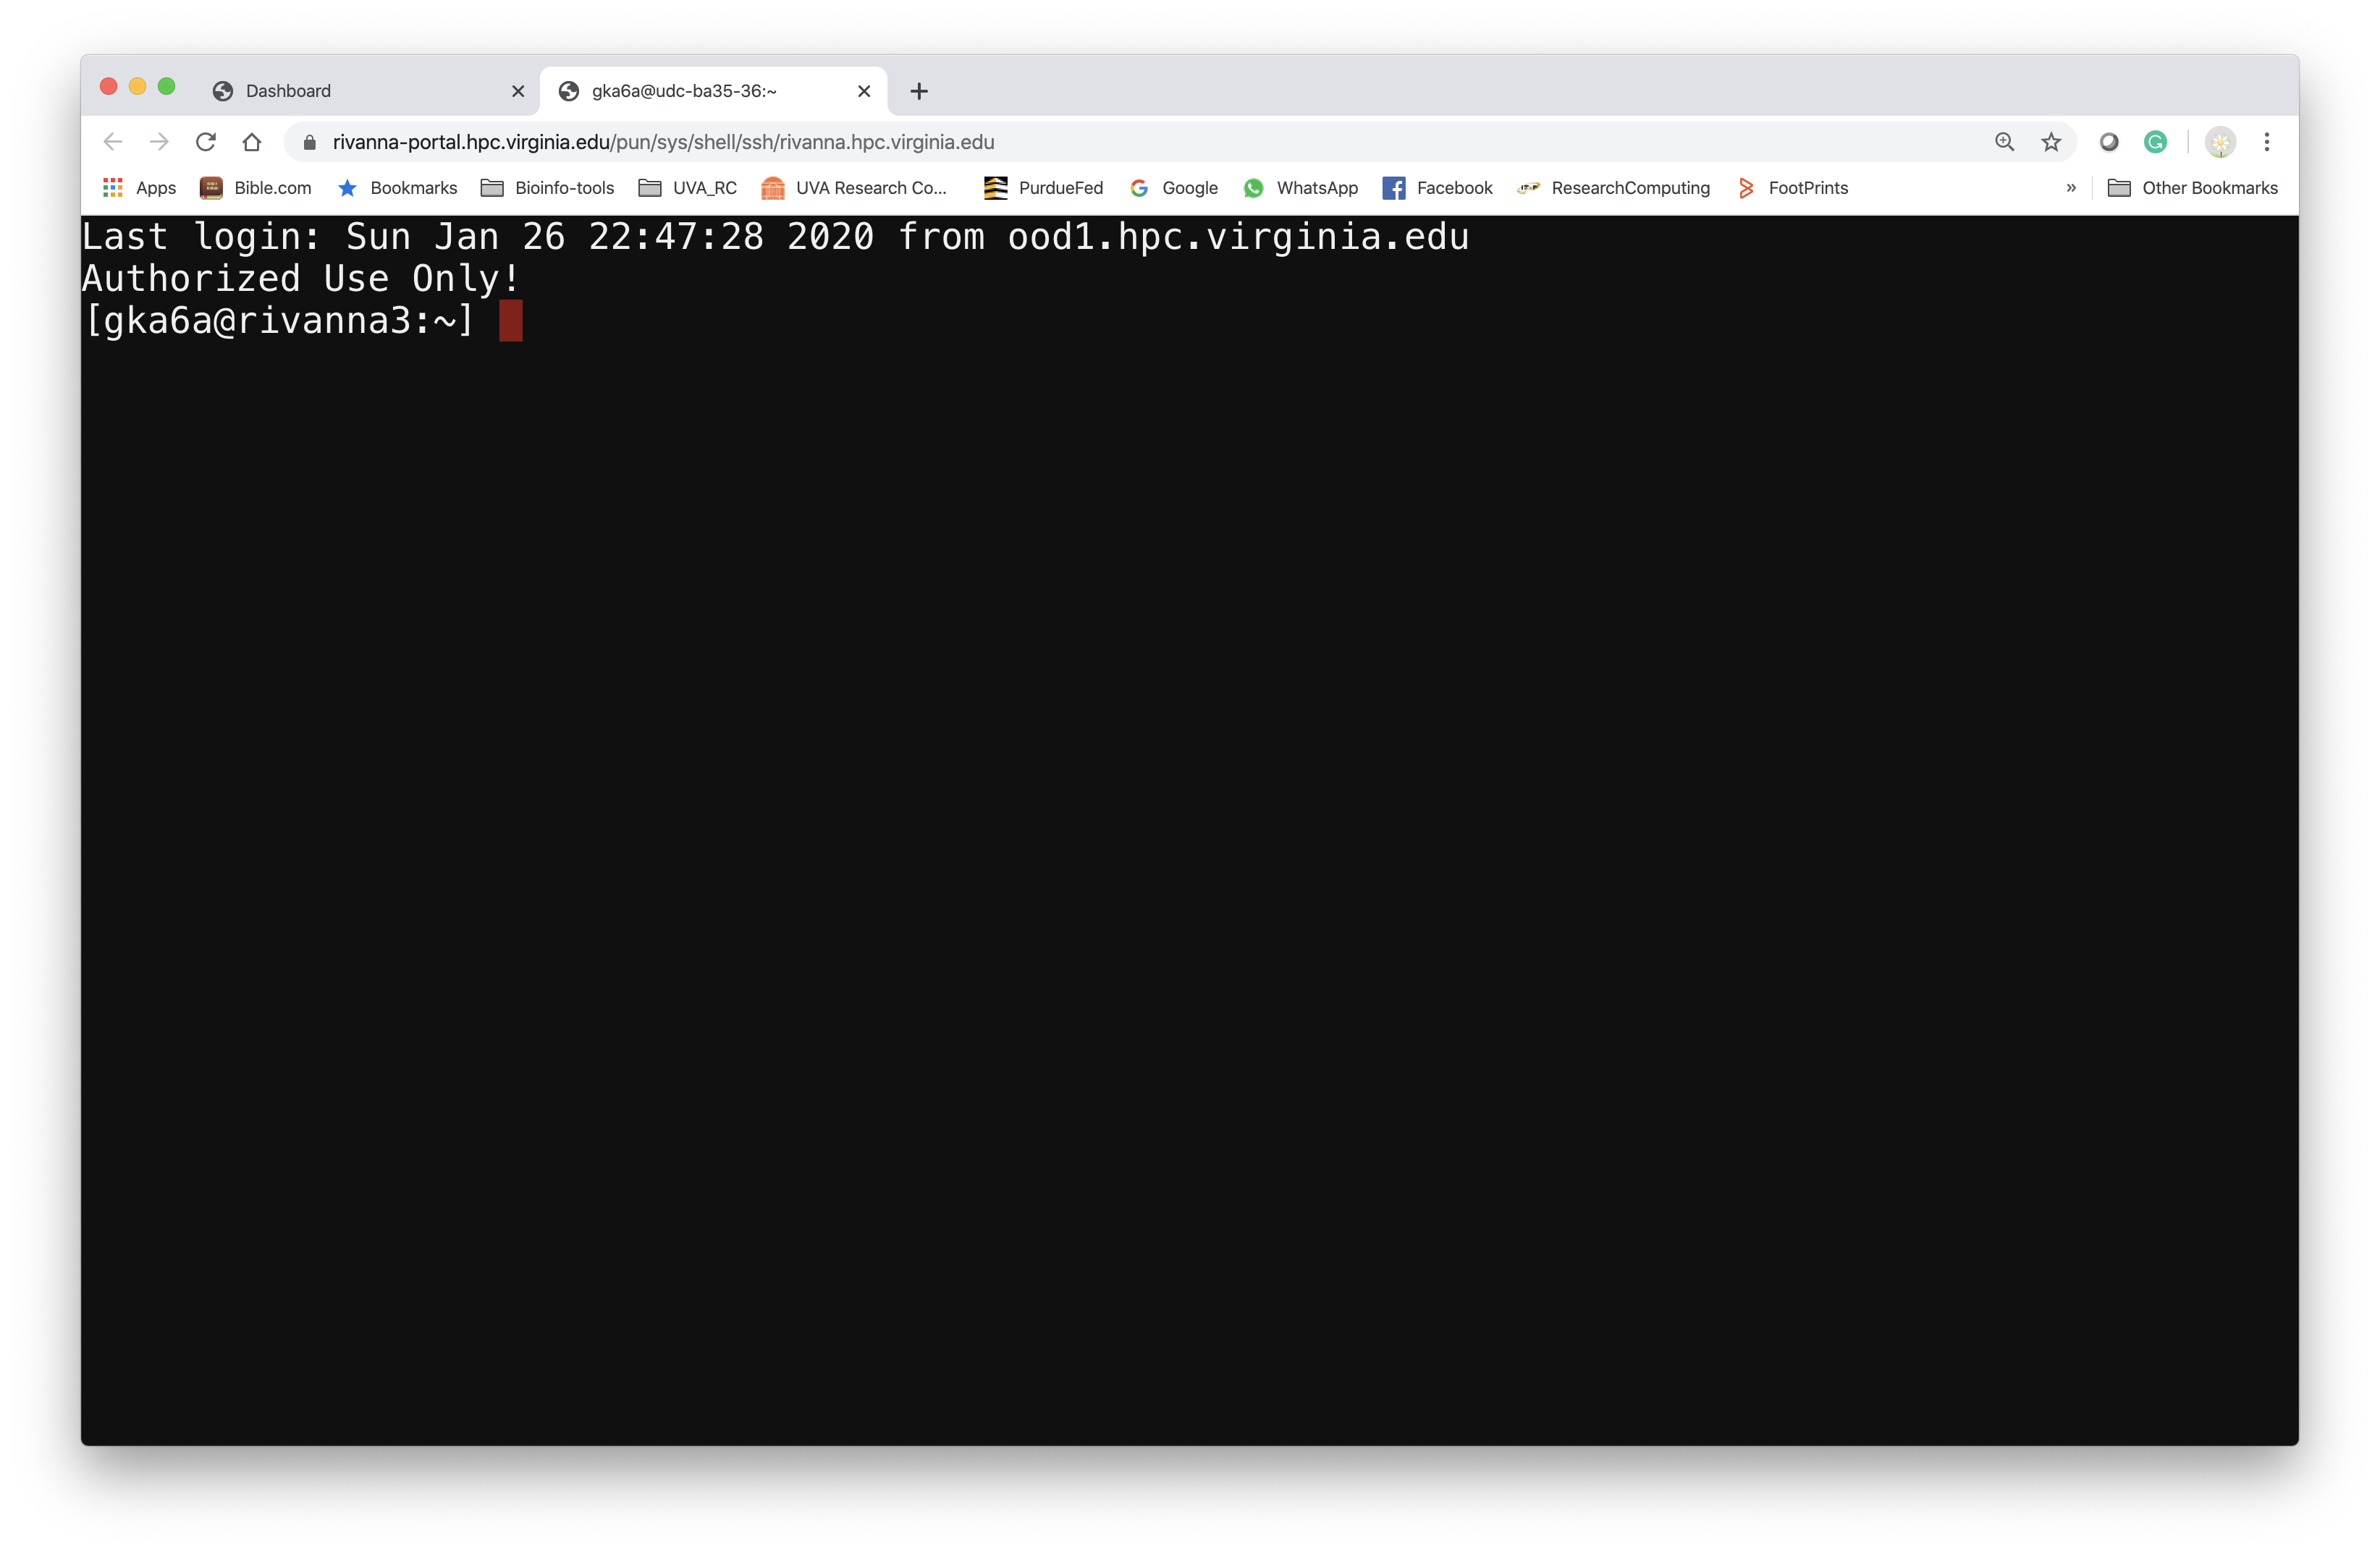 Dashboard
gka6a@udc-ba35-36:~
rivanna-portal.hpc.virginia.edu/pun/sys/shell/ssh/rivanna.hpc.virginia.edu
Apps Bible.com Bookmarks Bioinfo-tools UVA_RC UVA Research Co... PurdueFed Google WhatsApp Facebook ResearchComputing FootPrints » Other Bookmarks
Last login: Sun Jan 26 22:47:28 2020 from ood1.hpc.virginia.edu
Authorized Use Only!
[gka6a@rivanna3:~]